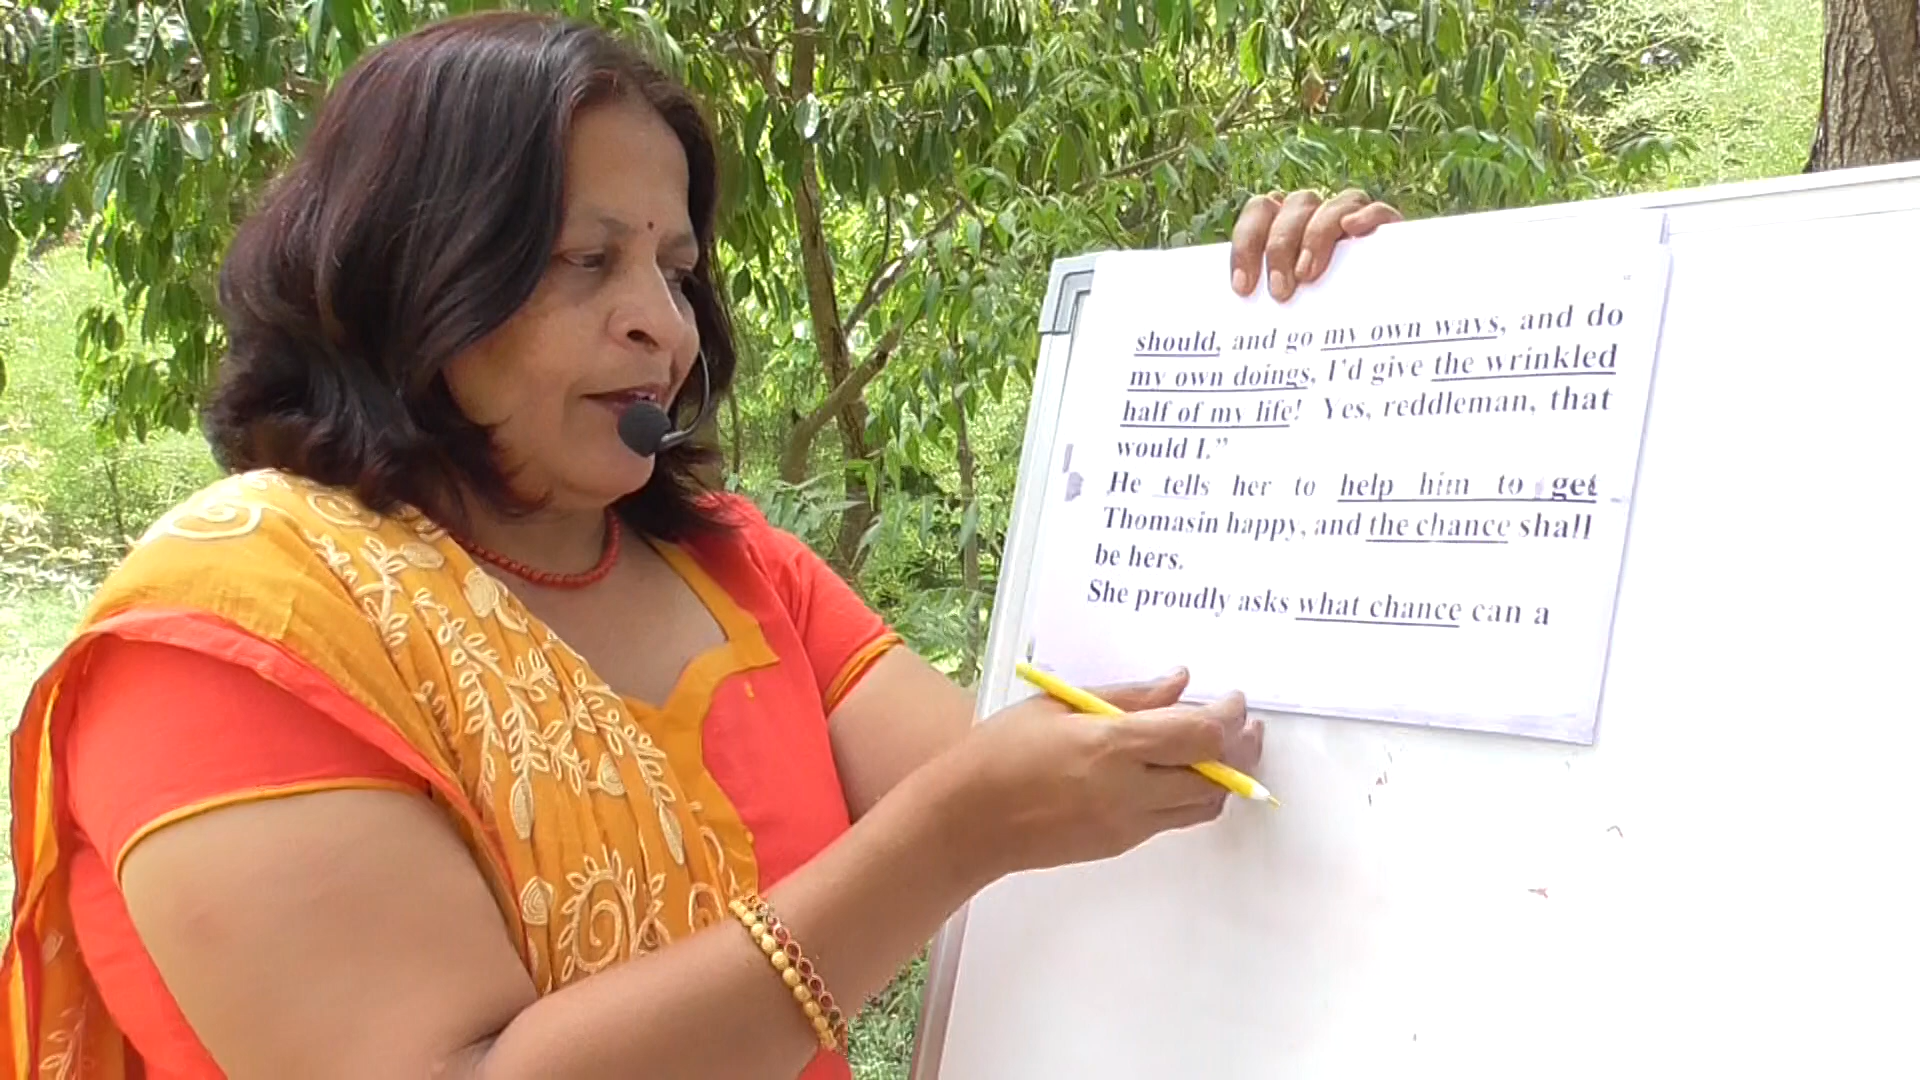 should, and go my own ways, and do
my own doings, I'd give the wrinkled
half of my life! Yes, reddleman, that
would I."
He tells her to help him to get
Thomasin happy, and the chance shall
be hers.
She proudly asks what chance can a